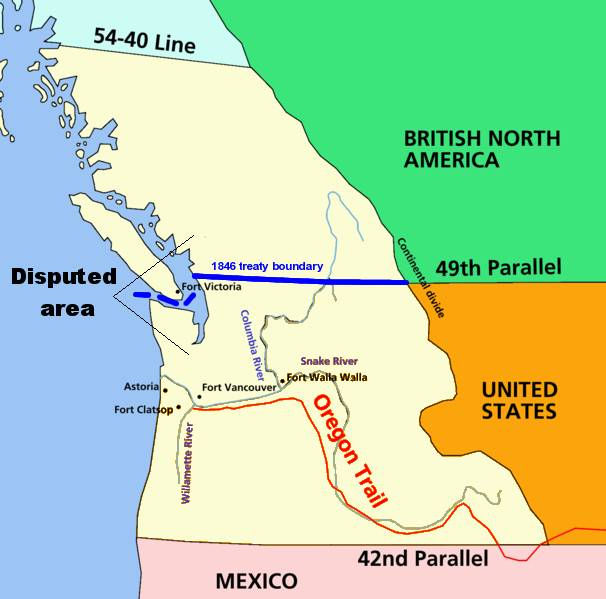 54-40 Line
BRITISH NORTH
AMERICA
Continental divide
1846 treaty boundary
49th Parallel
Disputed
area
Fort Victoria
Columbia River
Snake River
Fort Walla Walla
Astoria
Fort Vancouver
Fort Clatsop
UNITED
STATES
Oregon Trail
Willamette River
42nd Parallel
MEXICO